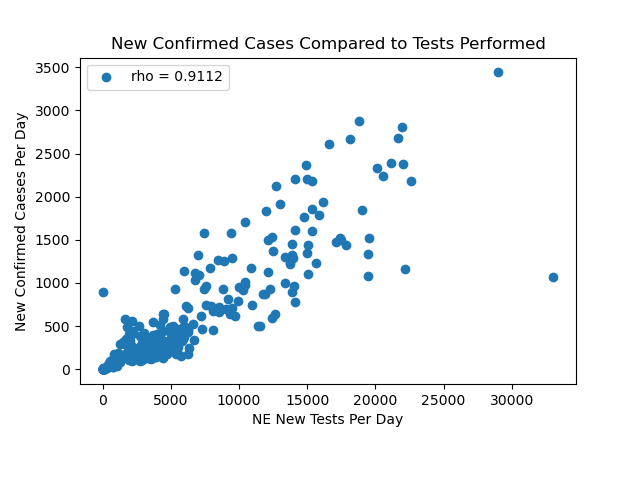 New Confirmed Cases Compared to Tests Performed
rho = 0.9112
New Confirmed Caeses Per Day
3500
3000
2500
2000
1500
1000
500
0
0 5000 10000 15000 20000 25000 30000
NE New Tests Per Day